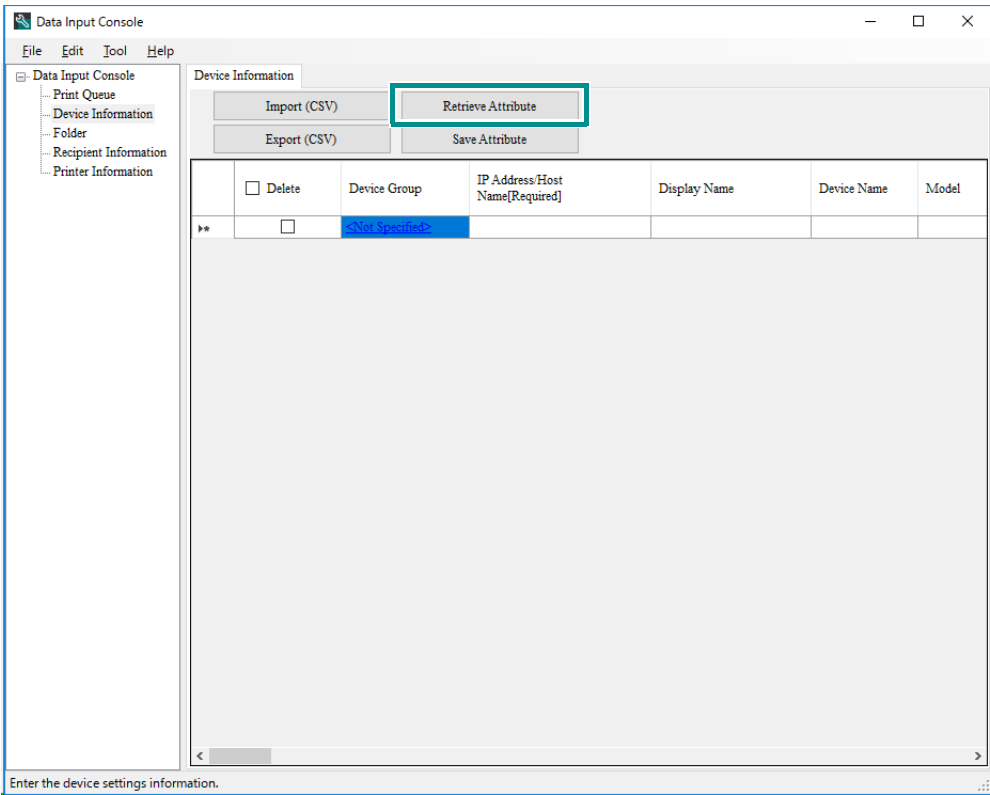 Data Input Console
File Edit Tool Help
Data Input Console
Print Queue
Device Information
Folder
Recipient Information
Printer Information
Device Information
Import (CSV) Retrieve Attribute
Export (CSV) Save Attribute
Delete Device Group IP Address/Host Name[Required] Display Name Device Name Model
<Not Specified>
Enter the device settings information.